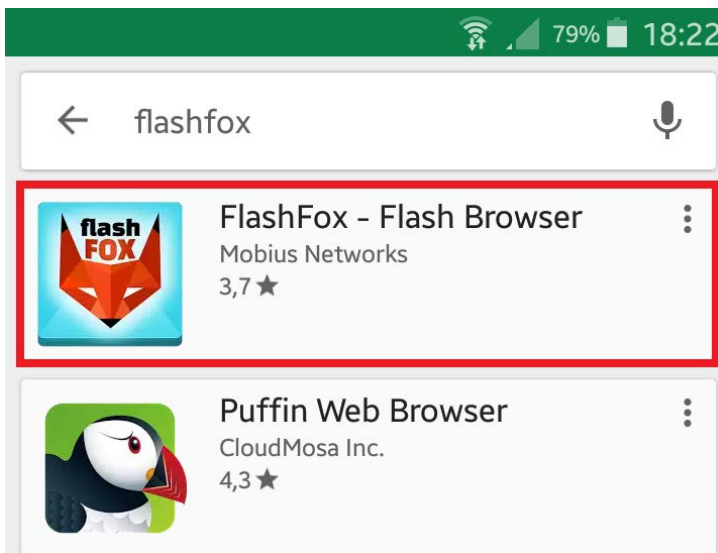 79% 18:22
flashfox
flash
FOX
FlashFox - Flash Browser
Mobius Networks
3,7★
Puffin Web Browser
CloudMosa Inc.
4,3★